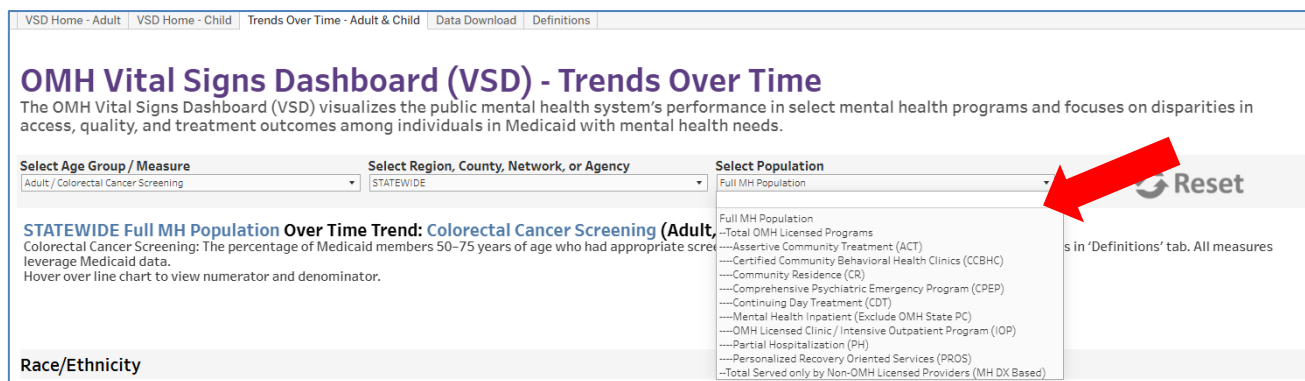 VSD Home - Adult VSD Home - Child Trends Over Time - Adult & Child Data Download Definitions
OMH Vital Signs Dashboard (VSD) - Trends Over Time
The OMH Vital Signs Dashboard (VSD) visualizes the public mental health system's performance in select mental health programs and focuses on disparities in
access, quality, and treatment outcomes among individuals in Medicaid with mental health needs.
Select Age Group / Measure Select Region, County, Network, or Agency Select Population
Adult / Colorectal Cancer Screening STATEWIDE Full MH Population Reset
STATEWIDE Full MH Population Over Time Trend: Colorectal Cancer Screening (Adult,
Colorectal Cancer Screening: The percentage of Medicaid members 50-75 years of age who had appropriate scre s in 'Definitions' tab. All measures
leverage Medicaid data.
Hover over line chart to view numerator and denominator.
Full MH Population
--Total OMH Licensed Programs
----Assertive Community Treatment (ACT)
----Certified Community Behavioral Health Clinics (CCBHC)
----Community Residence (CR)
----Comprehensive Psychiatric Emergency Program (CPEP)
----Continuing Day Treatment (CDT)
----Mental Health Inpatient (Exclude OMH State PC)
----OMH Licensed Clinic / Intensive Outpatient Program (IOP)
----Partial Hospitalization (PH)
----Personalized Recovery Oriented Services (PROS)
--Total Served only by Non-OMH Licensed Providers (MH DX Based)
Race/Ethnicity